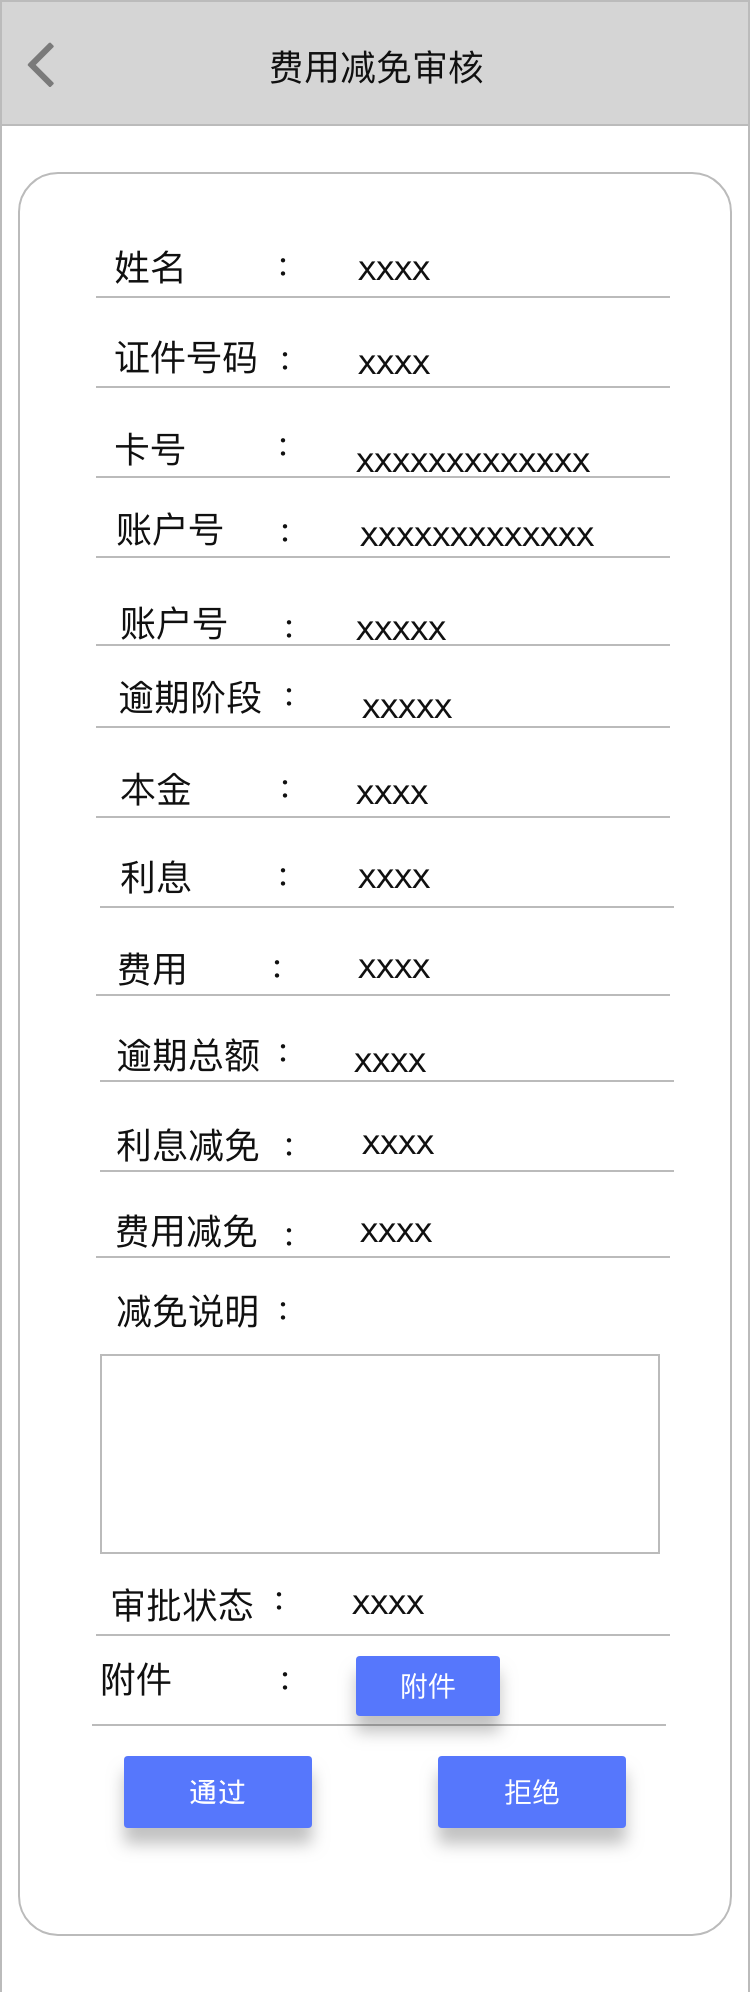 费用减免审核
姓名 : xxxx
证件号码 : xxxx
卡号 : xxxxxxxxxxxxx
账户号 : xxxxxxxxxxxxx
账户号 : xxxxx
逾期阶段 : xxxxx
本金 : xxxx
利息 : xxxx
费用 : xxxx
逾期总额 : xxxx
利息减免 : xxxx
费用减免 : xxxx
减免说明 :
审批状态 : xxxx
附件 : 附件
通过 拒绝